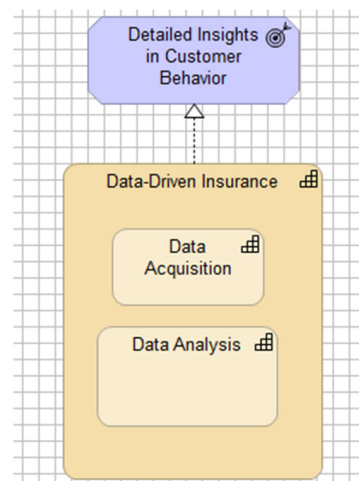 Detailed Insights
in Customer
Behavior
Data-Driven Insurance
Data
Acquisition
Data Analysis